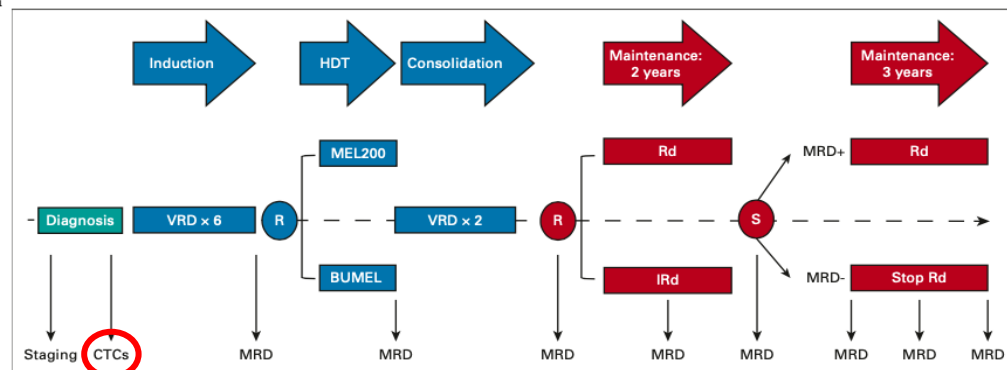 Induction
HDT
Consolidation
Maintenance:
2 years
Maintenance:
3 years
MEL200
Rd
MRD+
Rd
Diagnosis
VRD × 6
R
VRD × 2
R
S
BUMEL
IRd
MRD-
Stop Rd
Staging
CTCs
MRD
MRD
MRD
MRD
MRD
MRD
MRD
MRD